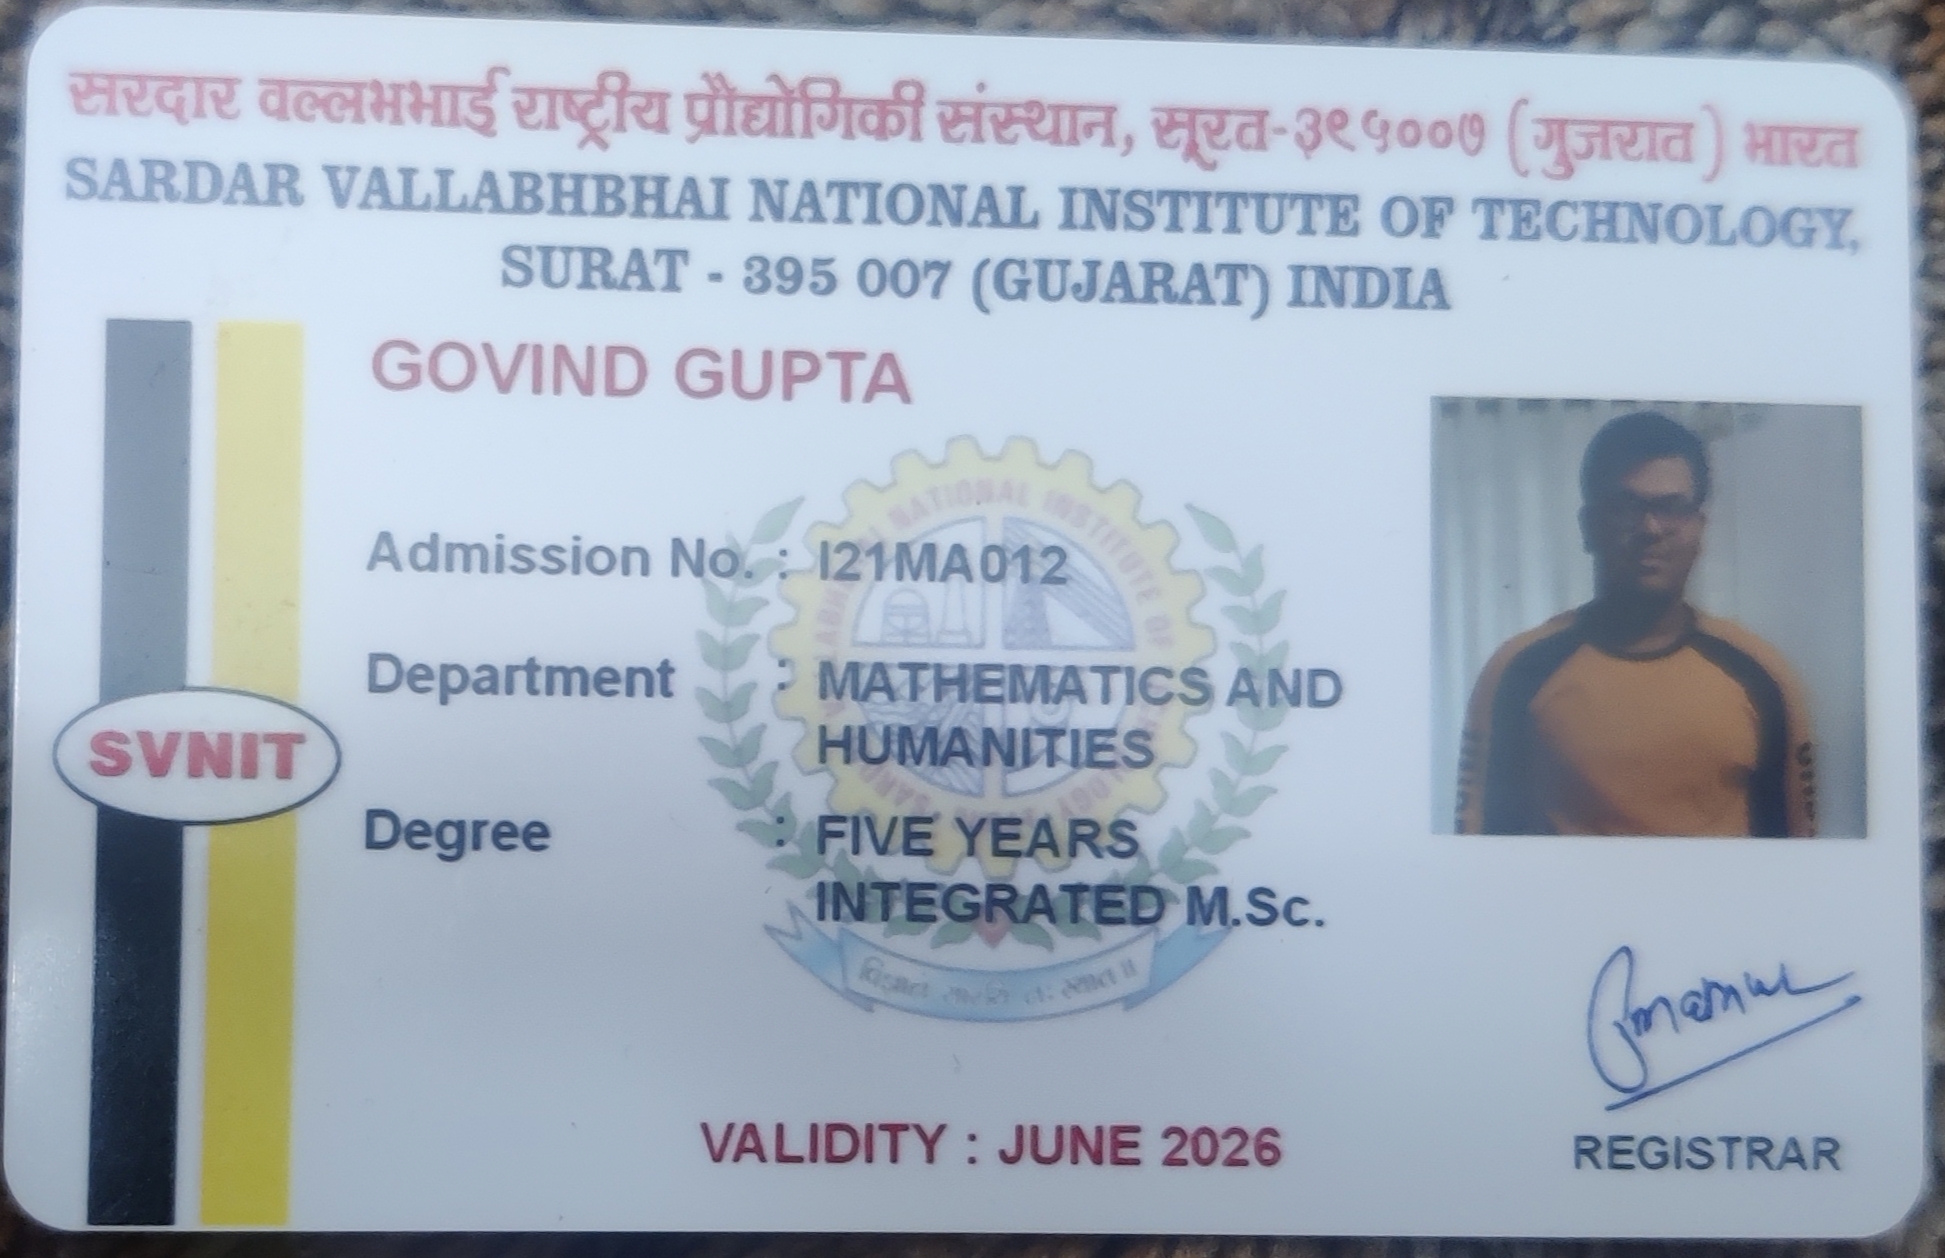 सरदार वल्लभभाई राष्ट्रीय प्रौद्योगिकी संस्थान, सूरत-३९५००७ (गुजरात) भारत
SARDAR VALLABHBHAI NATIONAL INSTITUTE OF TECHNOLOGY,
SURAT - 395 007 (GUJARAT) INDIA
GOVIND GUPTA
Admission No. : I21MA012
Department : MATHEMATICS AND
HUMANITIES
SVNIT
Degree : FIVE YEARS
INTEGRATED M.Sc.
VALIDITY : JUNE 2026
REGISTRAR